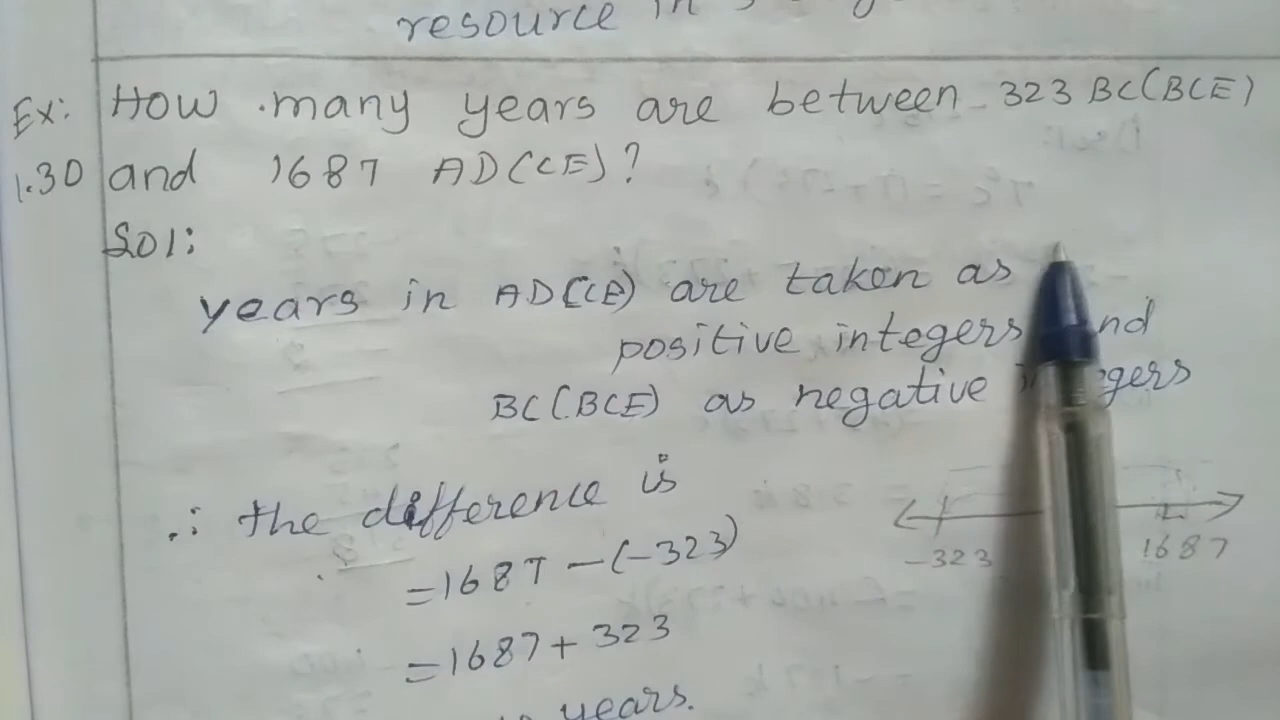 resource in
Ex: How many years are between 323 BC(BCE)
1.30 and 1687 AD(CE)?
Sol:
years in AD(CE) are taken as
positive integers
BC(BCE) as negative
∴ the difference is
=1687-(-323)
=1687+323
years.
-323 1687